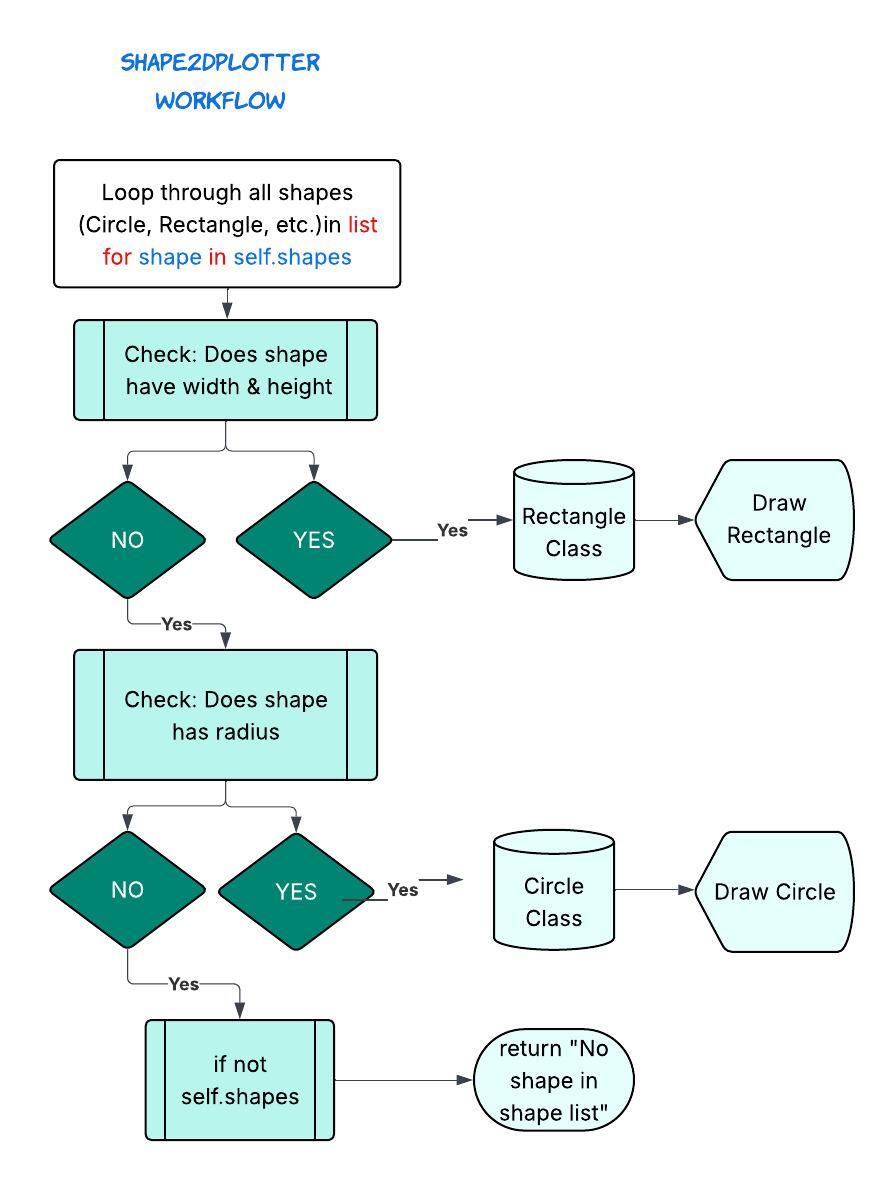 SHAPE2DPLOTTER
WORKFLOW
Loop through all shapes
(Circle, Rectangle, etc.)in list
for shape in self.shapes
Check: Does shape
have width & height
NO
YES
Yes
Rectangle
Class
Draw
Rectangle
Yes
Check: Does shape
has radius
NO
YES
Yes
Circle
Class
Draw Circle
Yes
if not
self.shapes
return "No
shape in
shape list"